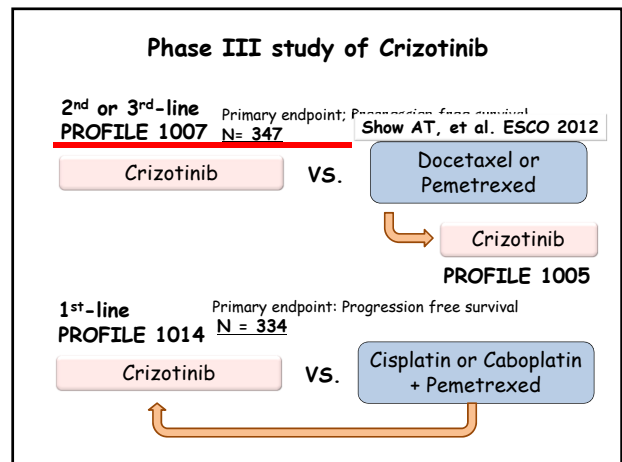 Phase III study of Crizotinib
2nd or 3rd-line
Primary endpoint; Progression free survival
PROFILE 1007
N= 347
Show AT, et al. ESCO 2012
Crizotinib
VS.
Docetaxel or
Pemetrexed
Crizotinib
PROFILE 1005
1st-line
Primary endpoint: Progression free survival
PROFILE 1014
N = 334
Crizotinib
VS.
Cisplatin or Caboplatin
+ Pemetrexed